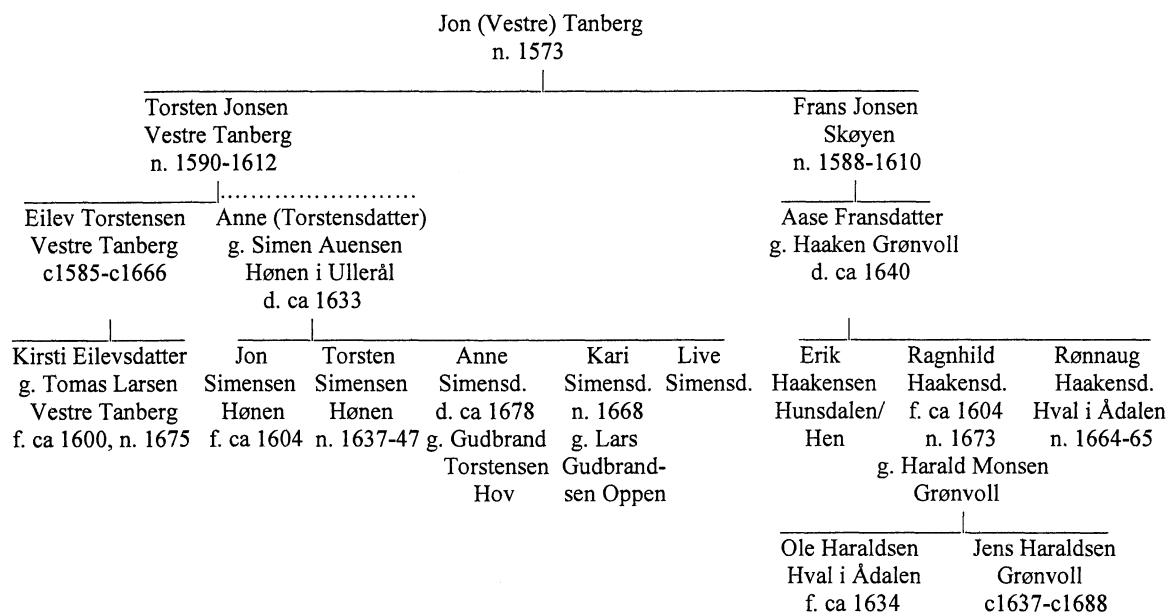 Jon (Vestre) Tanberg
n. 1573
Torsten Jonsen
Vestre Tanberg
n. 1590-1612
Frans Jonsen
Skøyen
n. 1588-1610
Eilev Torstensen
Vestre Tanberg
c1585-c1666
Anne (Torstensdatter)
g. Simen Auensen
Hønen i Ullerål
d. ca 1633
Aase Fransdatter
g. Haaken Grønvoll
d. ca 1640
Kirsti Eilevsdatter
g. Tomas Larsen
Vestre Tanberg
f. ca 1600, n. 1675
Jon
Simensen
Hønen
f. ca 1604
Torsten
Simensen
Hønen
n. 1637-47
Anne
Simensd.
d. ca 1678
g. Gudbrand
Torstensen
Hov
Kari
Simensd.
n. 1668
g. Lars
Gudbrand-
sen Oppen
Live
Simensd.
Erik
Haakensen
Hunsdalen/
Hen
Ragnhild
Haakensd.
f. ca 1604
n. 1673
g. Harald Monsen
Grønvoll
Rønnaug
Haakensd.
Hval i Ådalen
n. 1664-65
Ole Haraldsen
Hval i Ådalen
f. ca 1634
Jens Haraldsen
Grønvoll
c1637-c1688